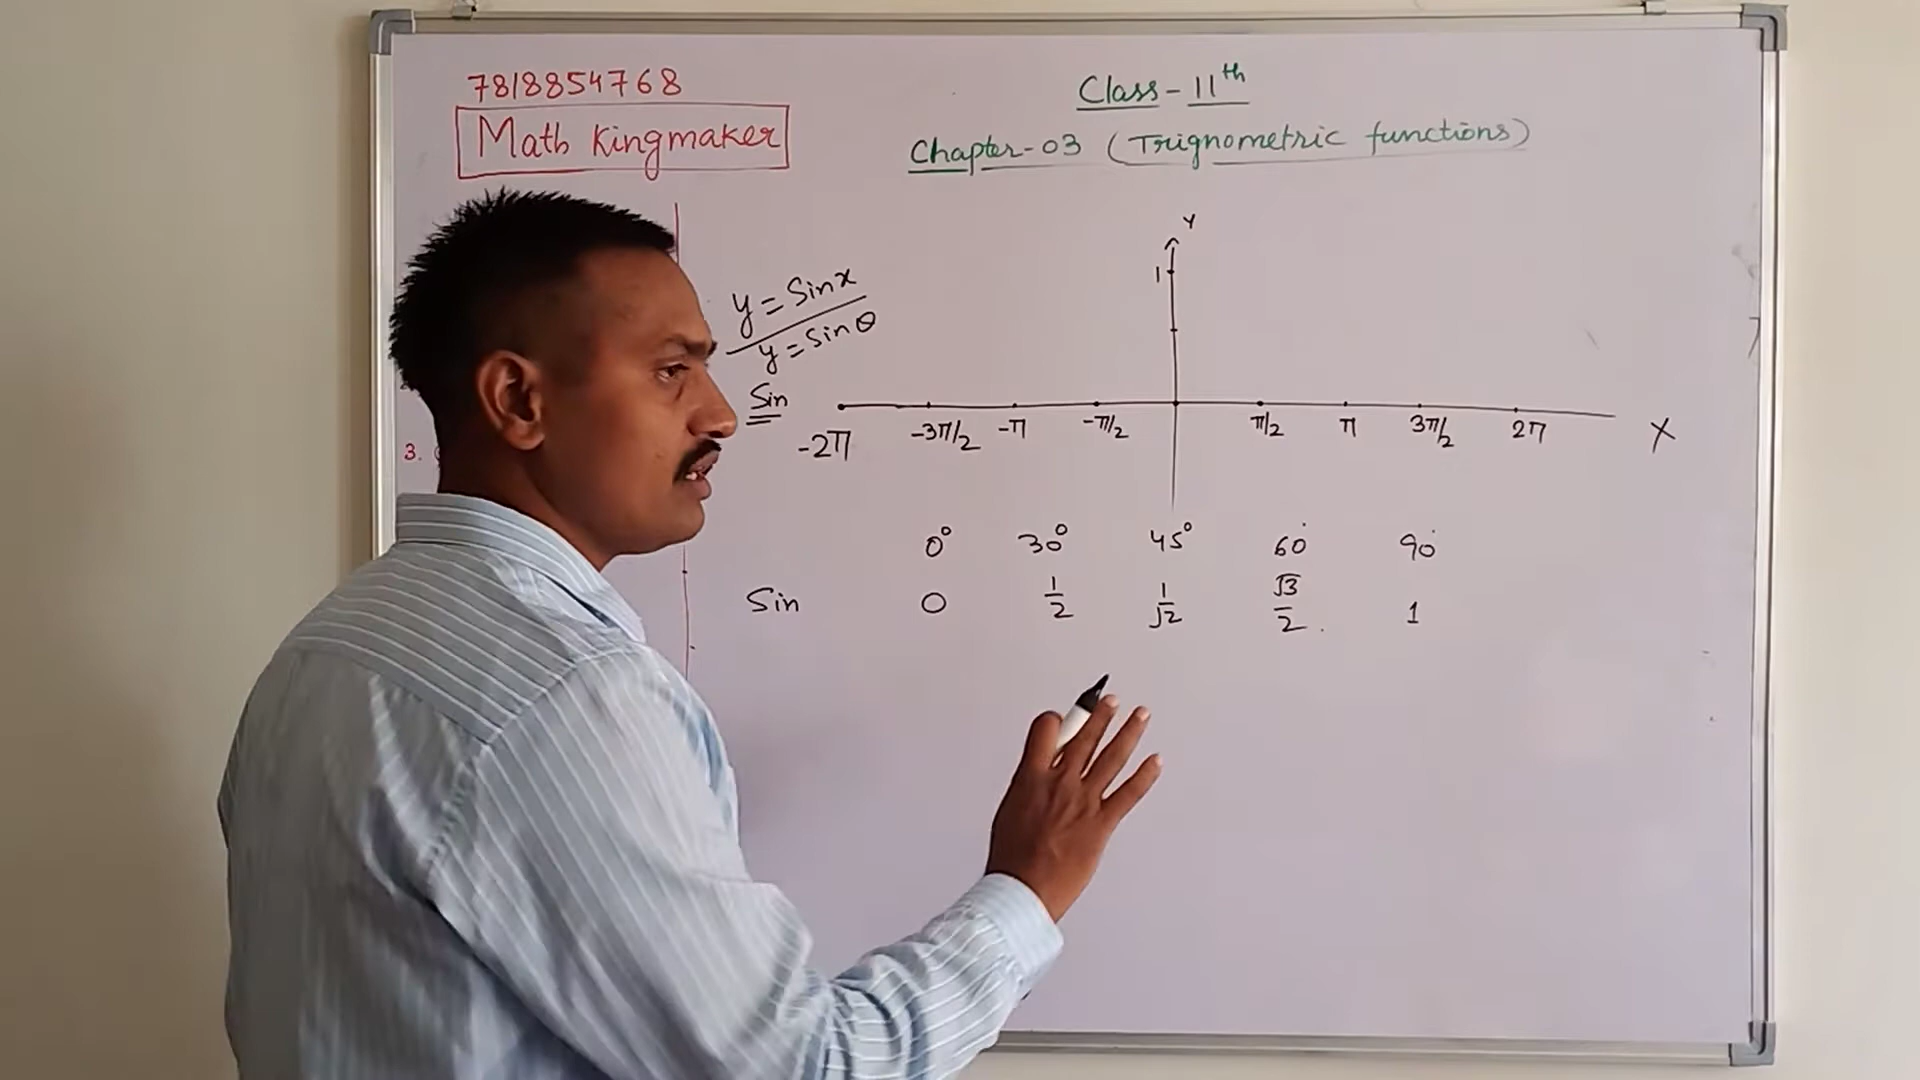 7818854768
Math Kingmaker
Class-11th
Chapter-03 (Trignometric functions)
y = Sinx
y = sin θ
Sin
Y
1
-2π -3π/2 -π -π/2 π/2 π 3π/2 2π X
3.
0° 30° 45° 60° 90°
Sin 0 1/2 1/√2 √3/2 1